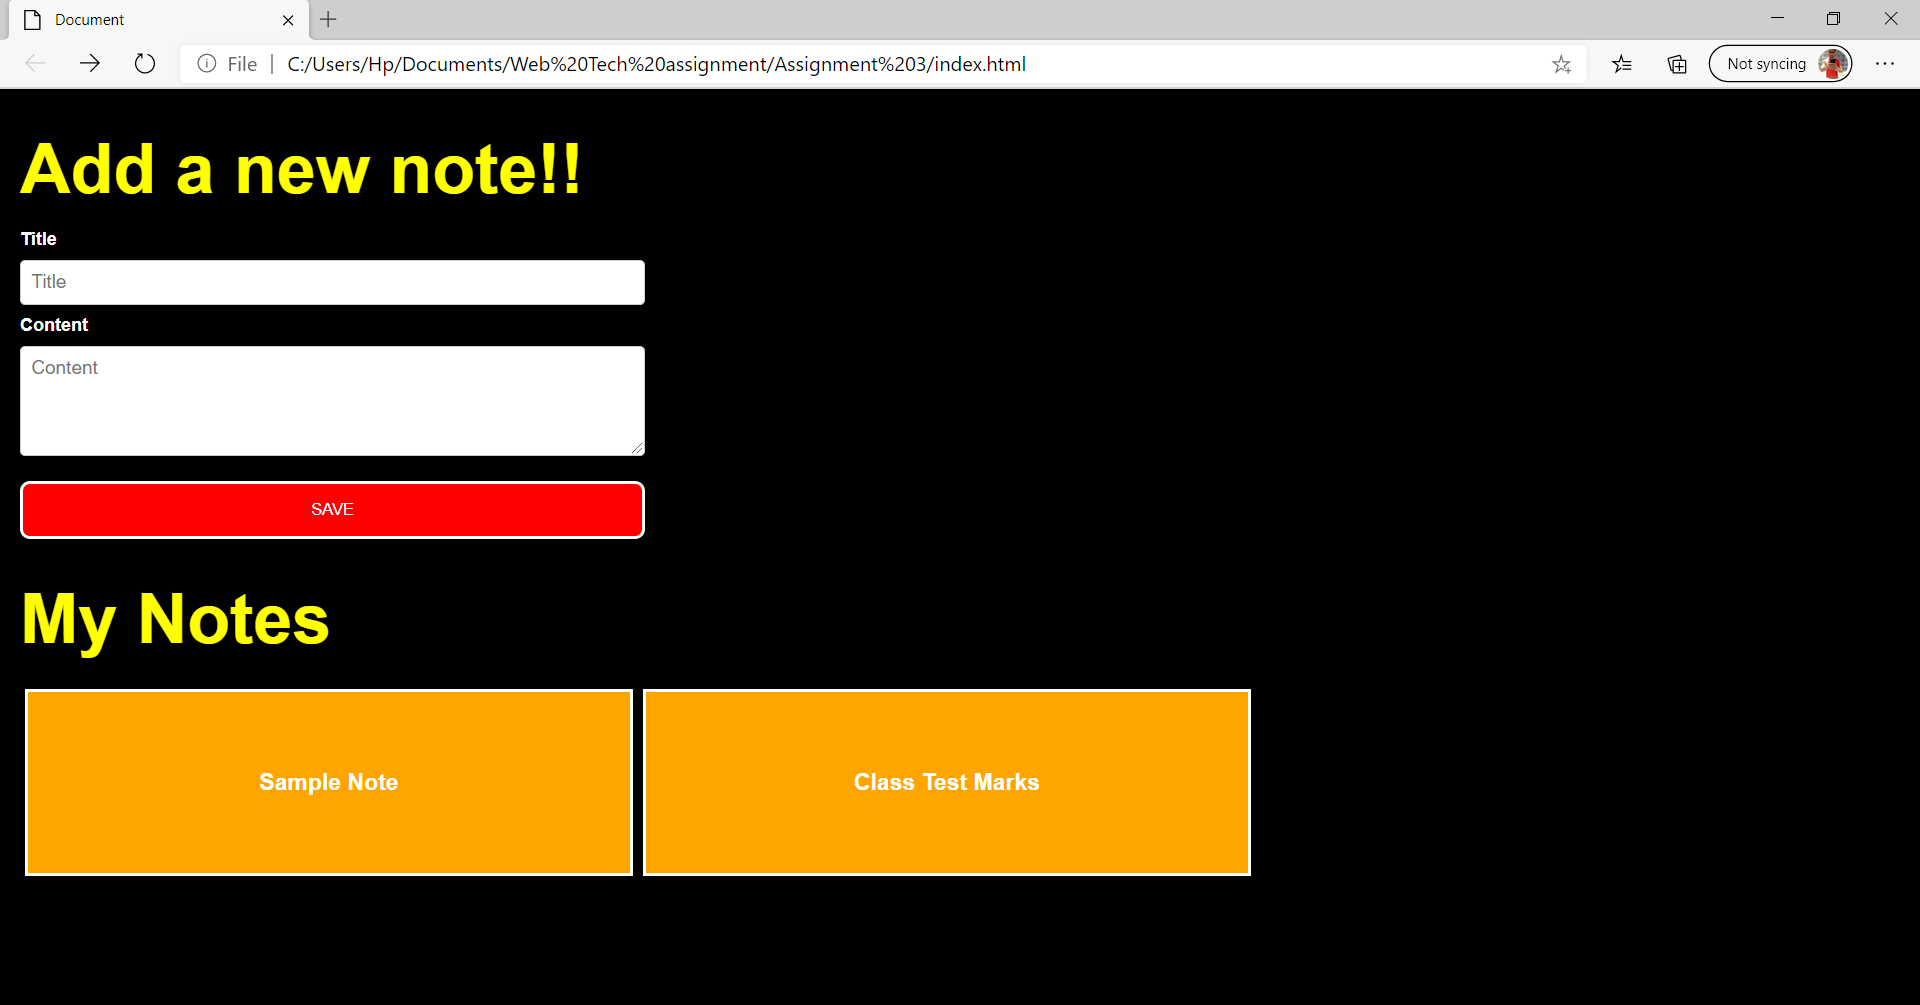 Document
File C:/Users/Hp/Documents/Web%20Tech%20assignment/Assignment%203/index.html Not syncing
Add a new note!!
Title
Title
Content
Content
SAVE
My Notes
Sample Note Class Test Marks